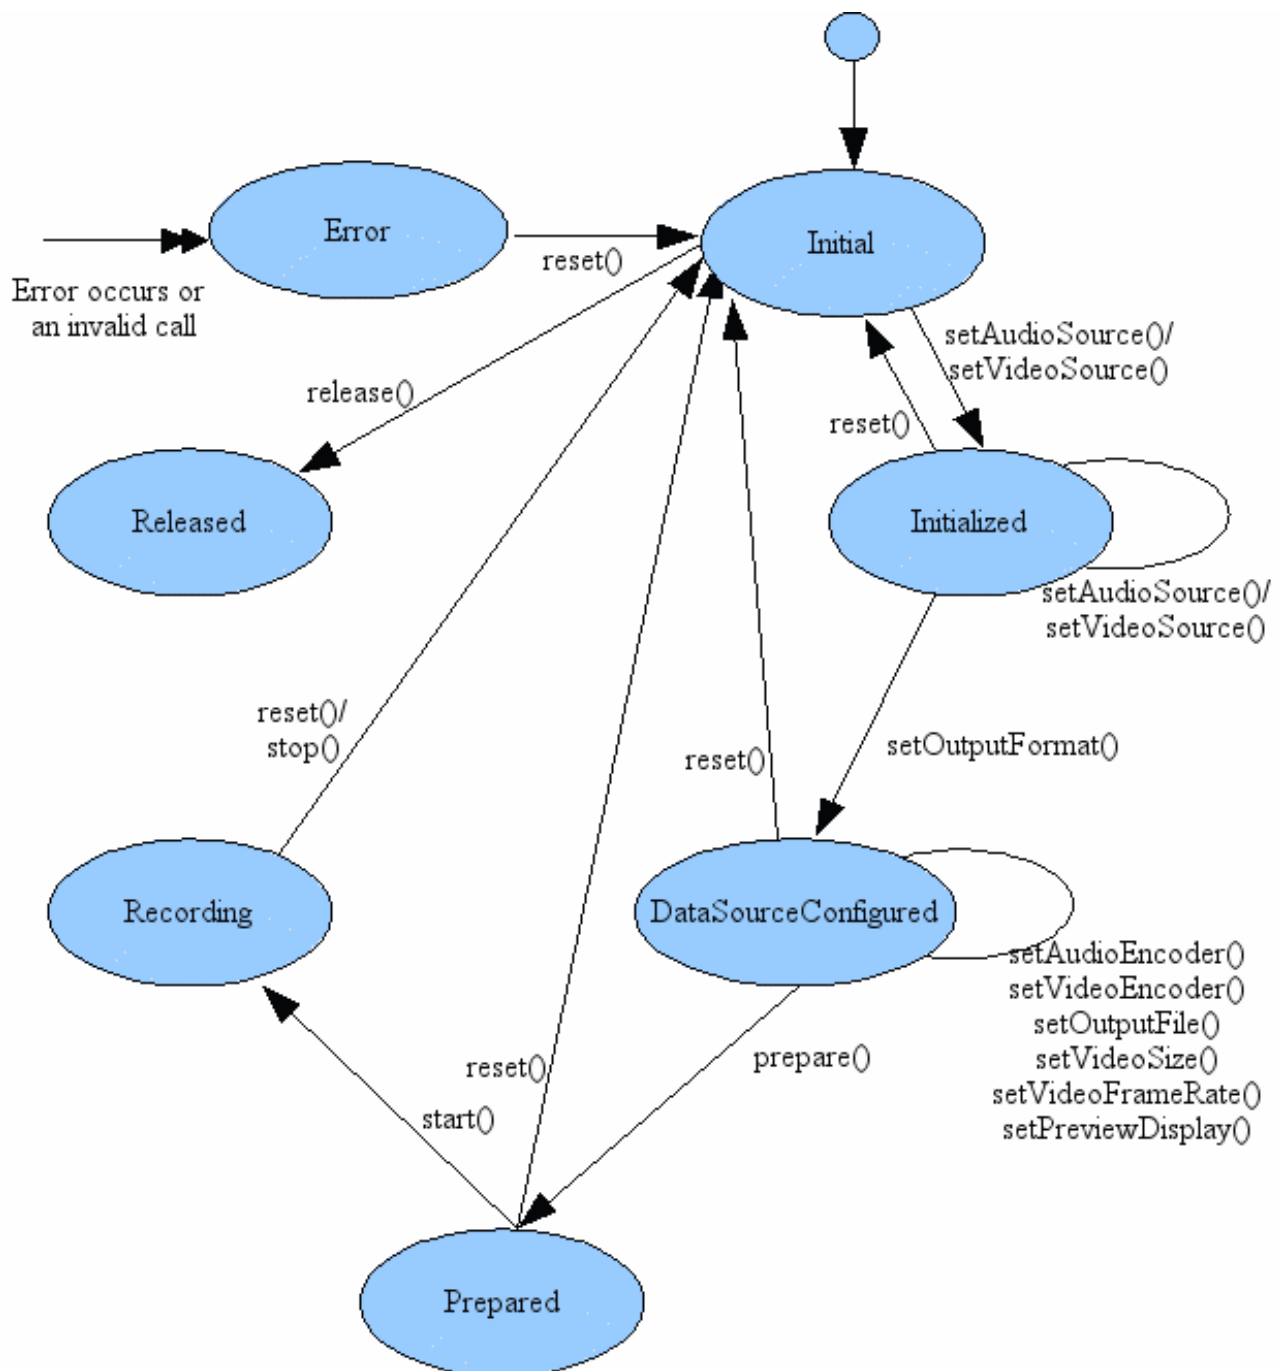 Error
Initial
reset()
Error occurs or
an invalid call
setAudioSource()/
setVideoSource()
release()
reset()
Released
Initialized
setAudioSource()/
setVideoSource()
reset()/
stop()
setOutputFormat()
reset()
Recording
DataSourceConfigured
setAudioEncoder()
setVideoEncoder()
setOutputFile()
setVideoSize()
setVideoFrameRate()
setPreviewDisplay()
prepare()
reset()
start()
Prepared